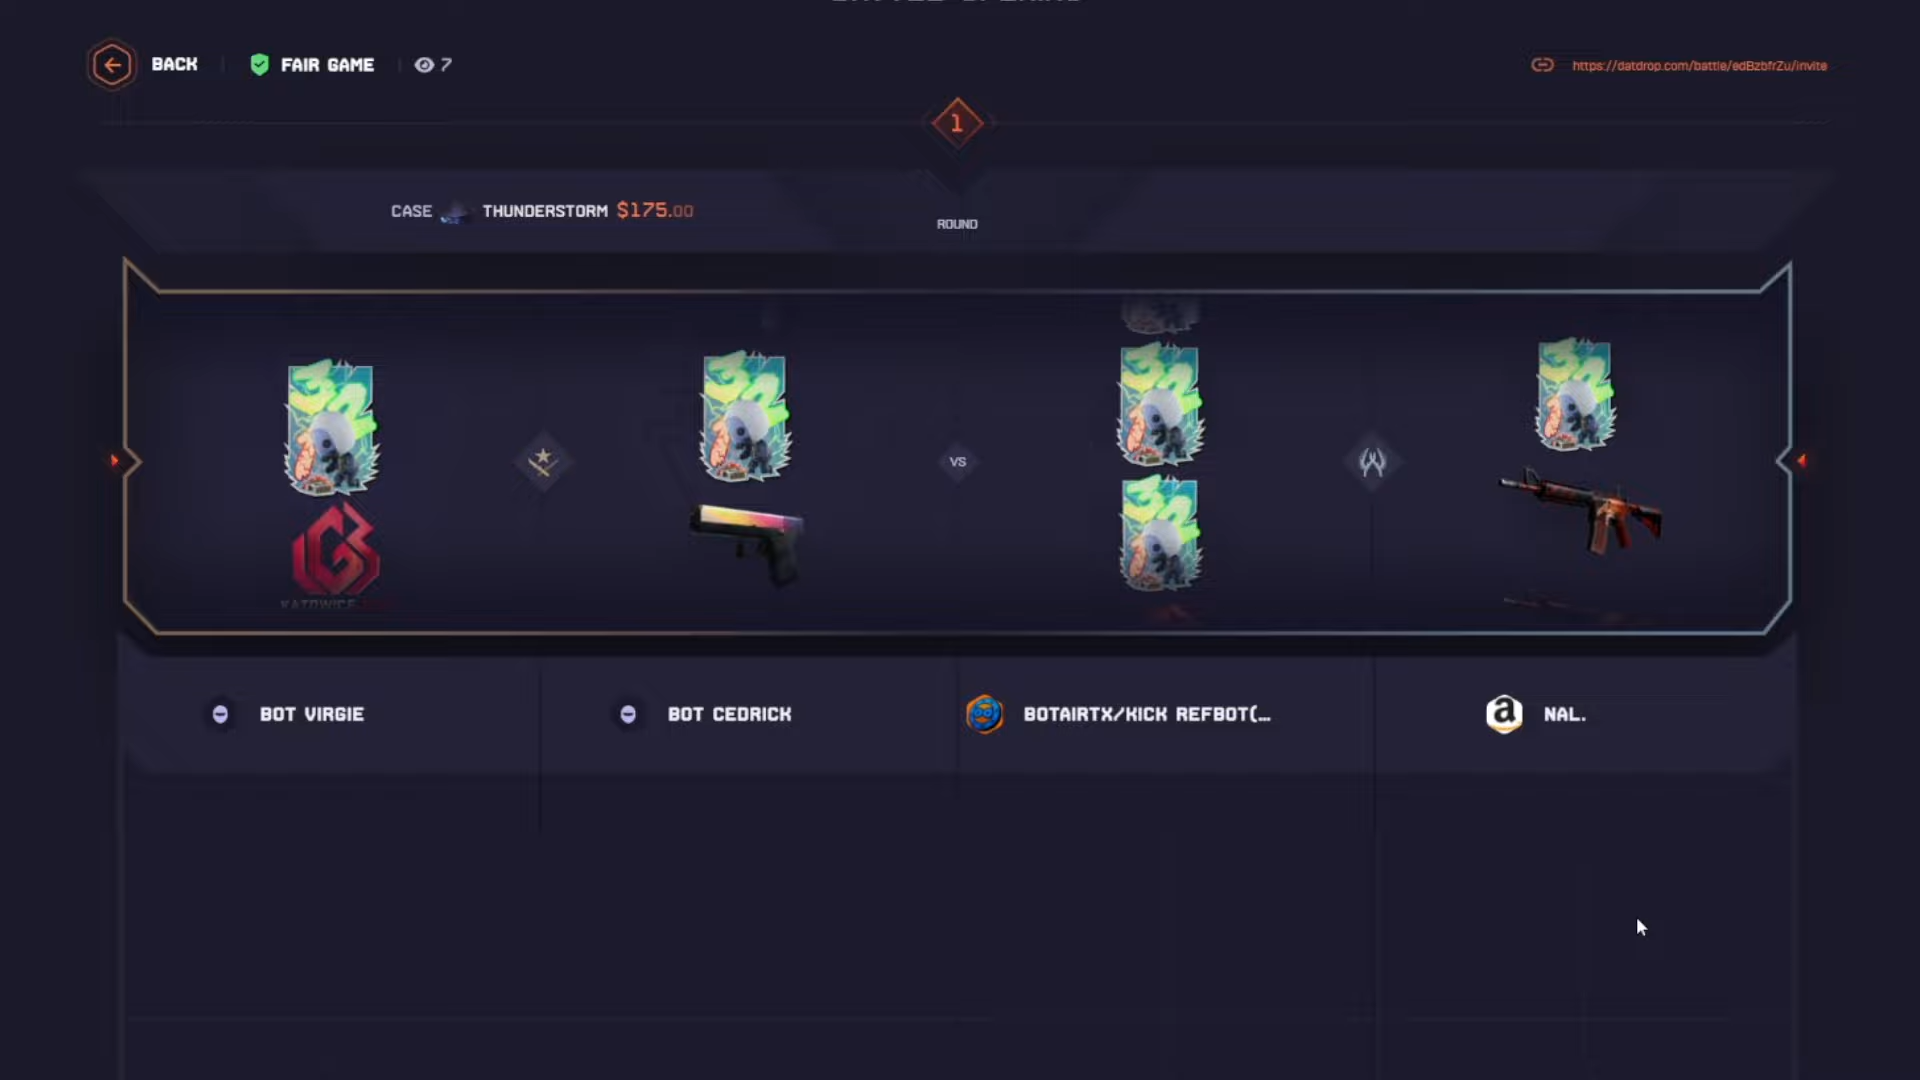 BACK
FAIR GAME
7
https://datdrop.com/battle/edBzbfrZu/invite
1
CASE THUNDERSTORM $175.00
ROUND
VS
KATOWICE
BOT VIRGIE
BOT CEDRICK
BOTAIRTX/KICK REFBOT(...
a
NAL.